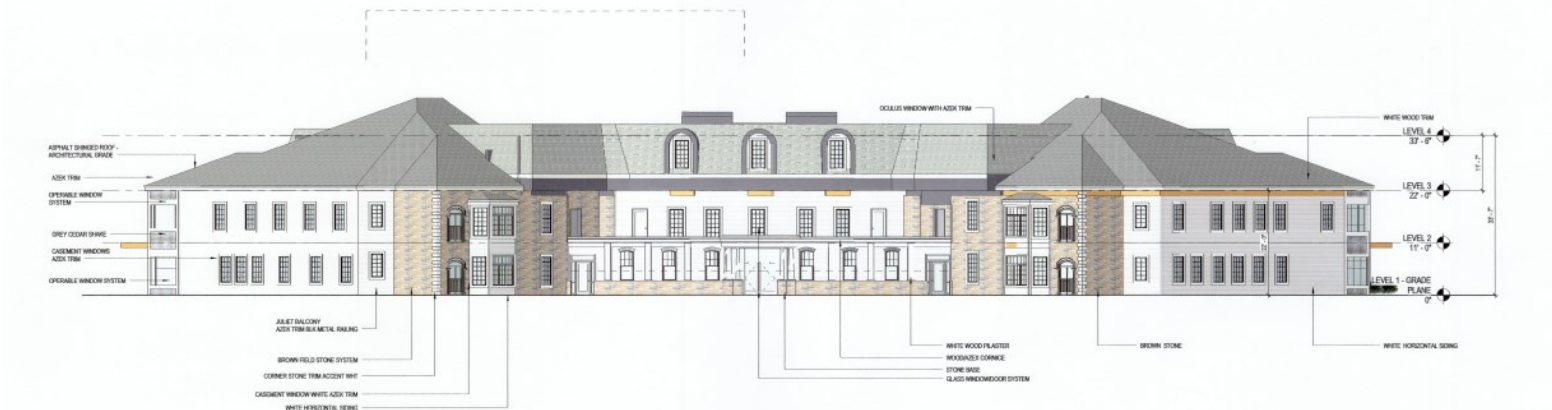 OCULUS WINDOW WITH AZEK TRIM
WHITE WOOD TRIM
LEVEL 4
33' - 6"
ASPHALT SHINGED ROOF -
ARCHITECTURAL GRADE
AZEK TRIM
OPERABLE WINDOW
SYSTEM
GREY CEDAR SHAKE
CASEMENT WINDOWS
AZEK TRIM
OPERABLE WINDOW SYSTEM
11' - 7"
LEVEL 3
22' - 0"
LEVEL 2
11' - 0"
LEVEL 1 - GRADE
PLANE
0"
JULIET BALCONY
AZEK TRIM BLK METAL RAILING
BROWN FIELD STONE SYSTEM
CORNER STONE TRIM ACCENT WHT
CASEMENT WINDOW WHITE AZEK TRIM
WHITE HORIZONTAL SIDING
WHITE WOOD PILASTER
WOOD/AZEX CORNICE
STONE BASE
GLASS WINDOW/DOOR SYSTEM
BROWN STONE
WHITE HORIZONTAL SIDING